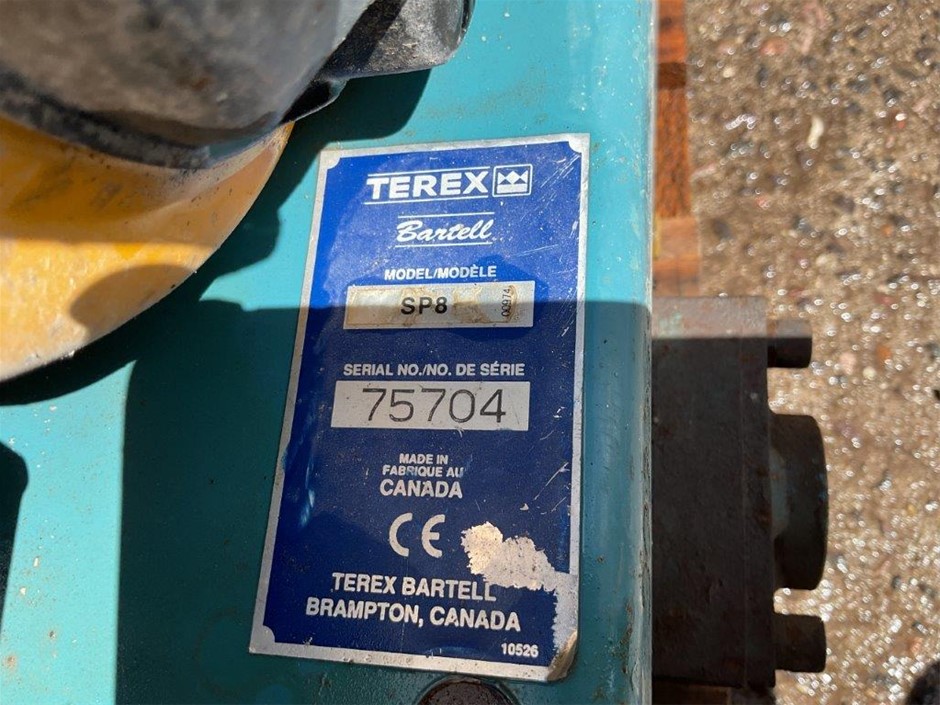 TEREX
Bartell
MODEL/MODÈLE
SP8
00974
SERIAL NO./NO. DE SÉRIE
75704
MADE IN
FABRIQUE AU
CANADA
CE
TEREX BARTELL
BRAMPTON, CANADA
10526